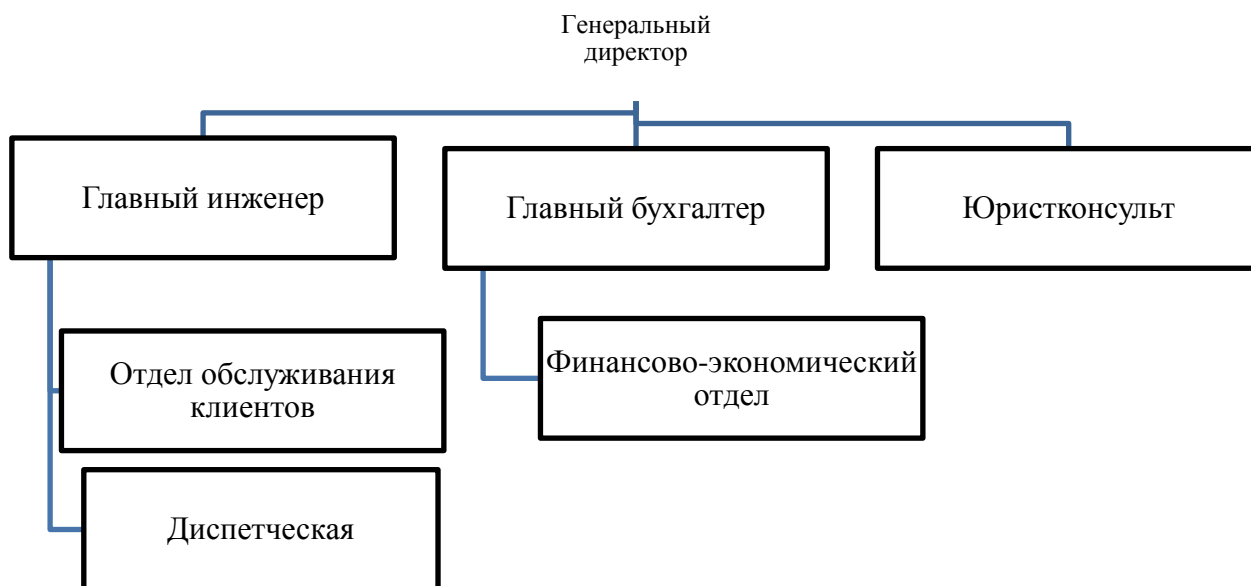 Генеральный
директор
Главный инженер
Главный бухгалтер
Юристконсульт
Отдел обслуживания
клиентов
Финансово-экономический
отдел
Диспетческая